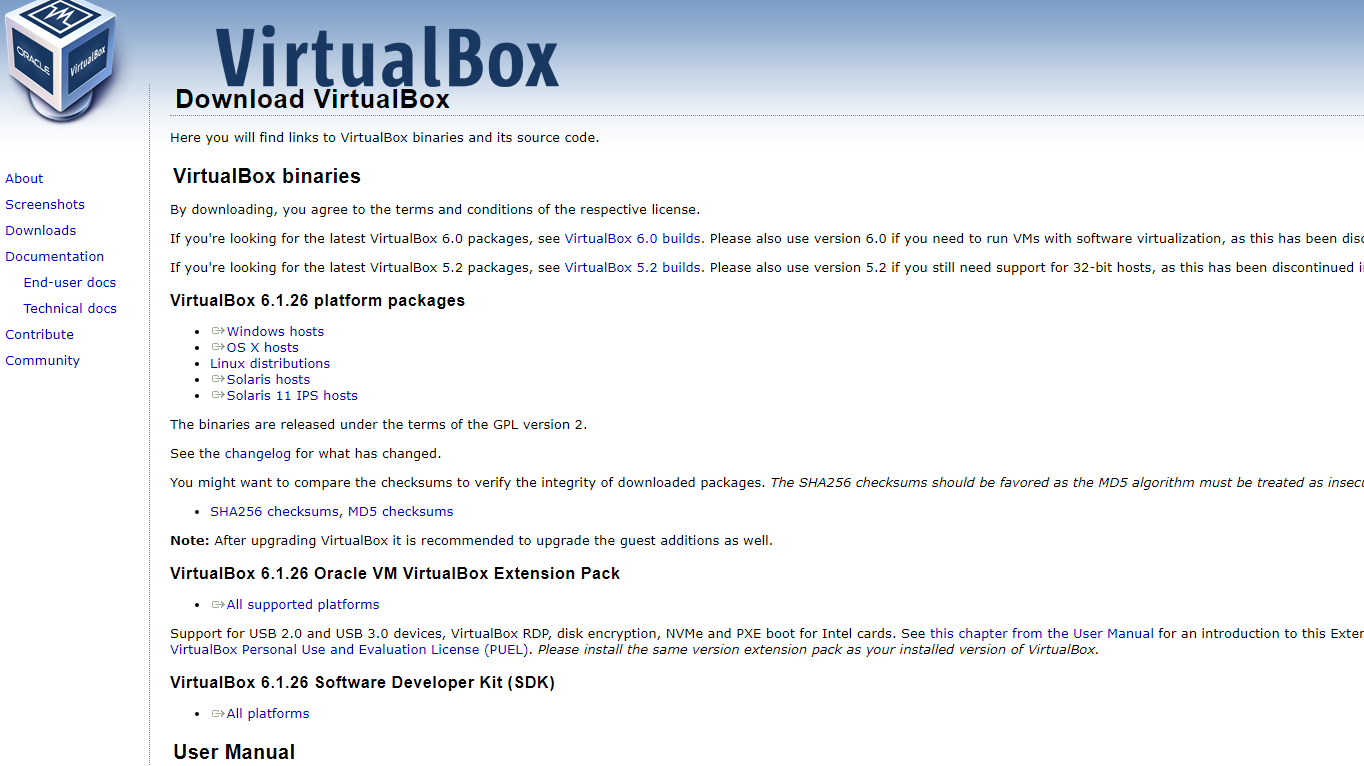 ORACLE
VirtualBox
VirtualBox
Download VirtualBox
Here you will find links to VirtualBox binaries and its source code.
About
Screenshots
Downloads
Documentation
End-user docs
Technical docs
Contribute
Community
VirtualBox binaries
By downloading, you agree to the terms and conditions of the respective license.
If you're looking for the latest VirtualBox 6.0 packages, see VirtualBox 6.0 builds. Please also use version 6.0 if you need to run VMs with software virtualization, as this has been
If you're looking for the latest VirtualBox 5.2 packages, see VirtualBox 5.2 builds. Please also use version 5.2 if you still need support for 32-bit hosts, as this has been discontinued
VirtualBox 6.1.26 platform packages
Windows hosts
OS X hosts
Linux distributions
Solaris hosts
Solaris 11 IPS hosts
The binaries are released under the terms of the GPL version 2.
See the changelog for what has changed.
You might want to compare the checksums to verify the integrity of downloaded packages. The SHA256 checksums should be favored as the MD5 algorithm must be treated as
SHA256 checksums, MD5 checksums
Note: After upgrading VirtualBox it is recommended to upgrade the guest additions as well.
VirtualBox 6.1.26 Oracle VM VirtualBox Extension Pack
All supported platforms
Support for USB 2.0 and USB 3.0 devices, VirtualBox RDP, disk encryption, NVMe and PXE boot for Intel cards. See this chapter from the User Manual for an introduction to this
VirtualBox Personal Use and Evaluation License (PUEL). Please install the same version extension pack as your installed version of VirtualBox.
VirtualBox 6.1.26 Software Developer Kit (SDK)
All platforms
User Manual